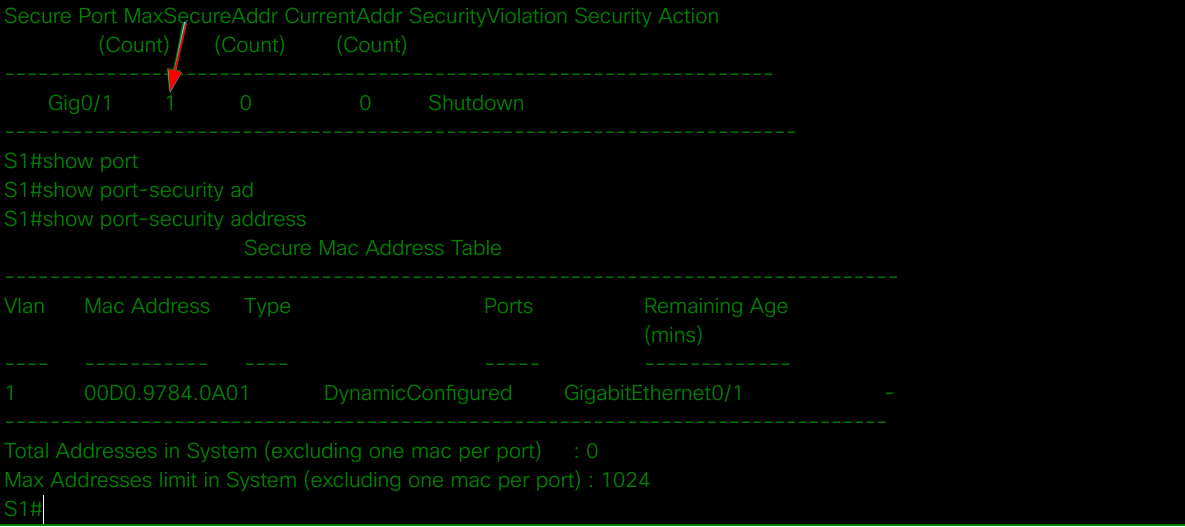 Secure Port MaxSecureAddr CurrentAddr SecurityViolation Security Action
(Count) (Count) (Count)
--------------------------------------------------------------------
Gig0/1 1 0 0 Shutdown
----------------------------------------------------------------------
S1#show port
S1#show port-security ad
S1#show port-security address
Secure Mac Address Table
-------------------------------------------------------------------------------
Vlan Mac Address Type Ports Remaining Age
(mins)
---- ----------- ---- ----- -------------
1 00D0.9784.0A01 DynamicConfigured GigabitEthernet0/1 -
------------------------------------------------------------------------------
Total Addresses in System (excluding one mac per port) : 0
Max Addresses limit in System (excluding one mac per port) : 1024
S1#